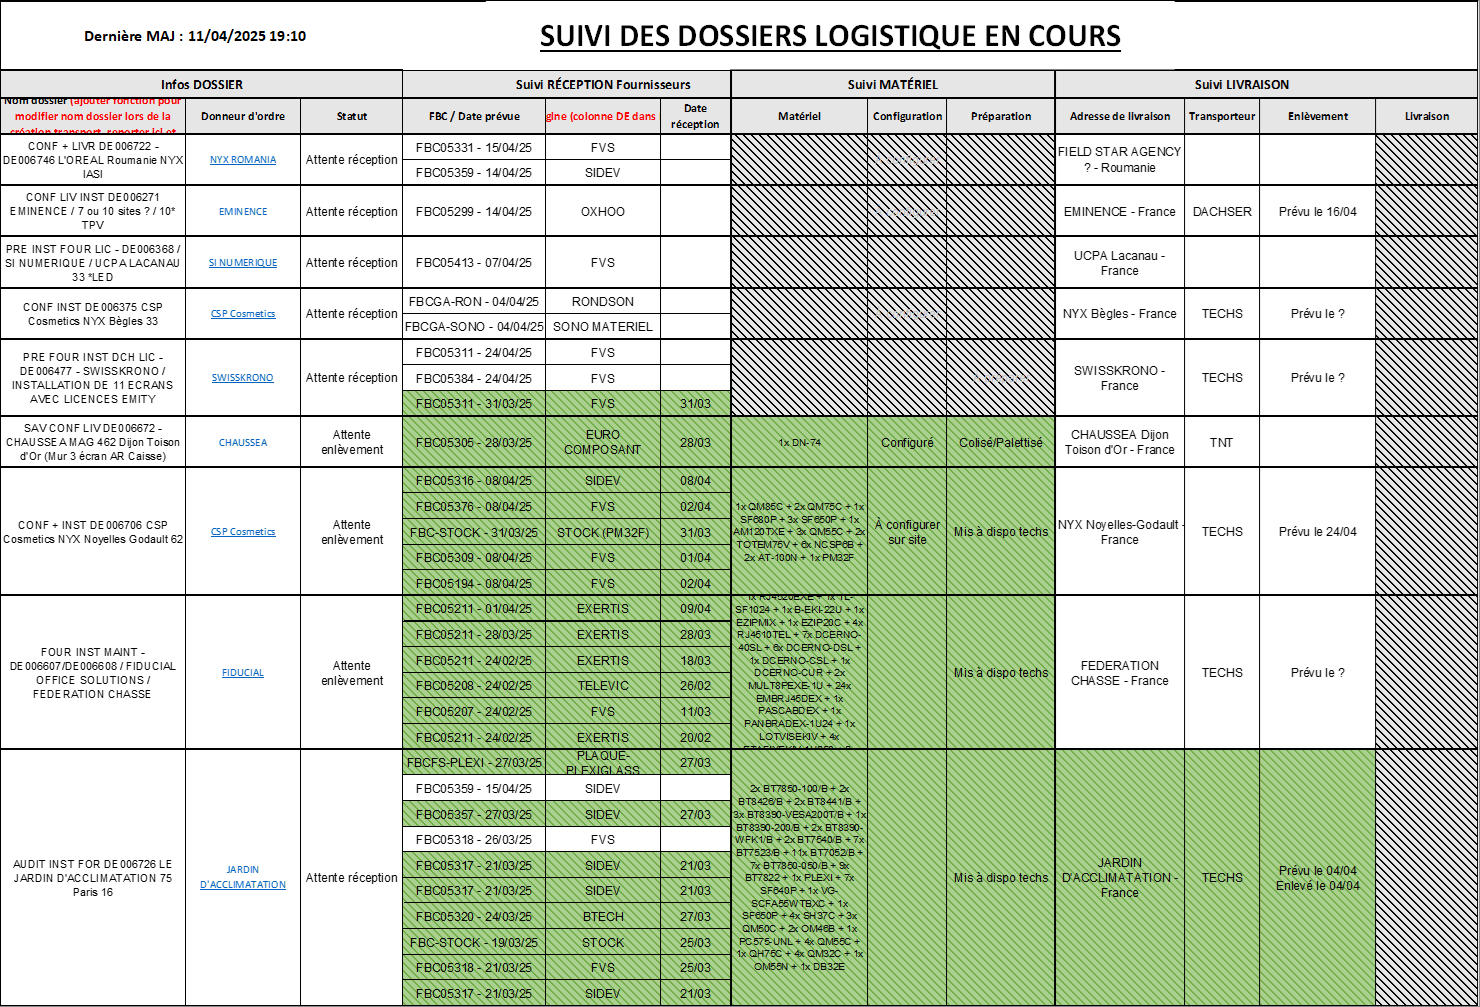 Dernière MAJ : 11/04/2025 19:10
SUIVI DES DOSSIERS LOGISTIQUE EN COURS
Infos DOSSIER
Suivi RÉCEPTION Fournisseurs
Suivi MATÉRIEL
Suivi LIVRAISON
Nom dossier (ajouter fonction pour
modifier nom dossier lors de la
création transport, reporter ici et
Donneur d'ordre
Statut
FBC / Date prévue
gine (colonne DE dans
Date
réception
Matériel
Configuration
Préparation
Adresse de livraison
Transporteur
Enlèvement
Livraison
CONF + LIVR DE006722 -
DE006746 L'OREAL Roumanie NYX
IASI
NYX ROMANIA
Attente réception
FBC05331 - 15/04/25
FVS
FBC05359 - 14/04/25
SIDEV
FIELD STAR AGENCY
? - Roumanie
CONF LIV INST DE006271
EMINENCE / 7 ou 10 sites ? / 10*
TPV
EMINENCE
Attente réception
FBC05299 - 14/04/25
OXHOO
EMINENCE - France
DACHSER
Prévu le 16/04
PRE INST FOUR LIC - DE006368 /
SI NUMERIQUE / UCPA LACANAU
33 *LED
SI NUMERIQUE
Attente réception
FBC05413 - 07/04/25
FVS
UCPA Lacanau -
France
CONF INST DE006375 CSP
Cosmetics NYX Bègles 33
CSP Cosmetics
Attente réception
FBCGA-RON - 04/04/25
RONDSON
FBCGA-SONO - 04/04/25
SONO MATERIEL
NYX Bègles - France
TECHS
Prévu le ?
PRE FOUR INST DCH LIC -
DE006477 - SWISSKRONO /
INSTALLATION DE 11 ECRANS
AVEC LICENCES EMITY
SWISSKRONO
Attente réception
FBC05311 - 24/04/25
FVS
FBC05384 - 24/04/25
FVS
FBC05311 - 31/03/25
FVS
31/03
SWISSKRONO -
France
TECHS
Prévu le ?
SAV CONF LIV DE006672 -
CHAUSSEA MAG 462 Dijon Toison
d'Or (Mur 3 écran AR Caisse)
CHAUSSEA
Attente
enlèvement
FBC05305 - 28/03/25
EURO
COMPOSANT
28/03
1x DN-74
Configuré
Colisé/Palettisé
CHAUSSEA Dijon
Toison d'Or - France
TNT
CONF + INST DE006706 CSP
Cosmetics NYX Noyelles Godault 62
CSP Cosmetics
Attente
enlèvement
FBC05316 - 08/04/25
SIDEV
08/04
FBC05376 - 08/04/25
FVS
02/04
FBC-STOCK - 31/03/25
STOCK (PM32F)
31/03
FBC05309 - 08/04/25
FVS
01/04
FBC05194 - 08/04/25
FVS
02/04
1x QM85C + 2x QM75C + 1x
SF680P + 3x SF650P + 1x
AM120TXE + 3x QM55C + 2x
TOTEM75V + 6x NCSP6B +
2x AT-100N + 1x PM32F
À configurer
sur site
Mis à dispo techs
NYX Noyelles-Godault -
France
TECHS
Prévu le 24/04
FOUR INST MAINT -
DE006607/DE006608 / FIDUCIAL
OFFICE SOLUTIONS /
FEDERATION CHASSE
FIDUCIAL
Attente
enlèvement
FBC05211 - 01/04/25
EXERTIS
09/04
FBC05211 - 28/03/25
EXERTIS
28/03
FBC05211 - 24/02/25
EXERTIS
18/03
FBC05208 - 24/02/25
TELEVIC
26/02
FBC05207 - 24/02/25
FVS
11/03
FBC05211 - 24/02/25
EXERTIS
20/02
SF1024 + 1x B-EKI-22U + 1x
EZIPMIX + 1x EZIP20C + 4x
RJ4510TEL + 7x DCERNO-
40SL + 6x DCERNO-DSL +
1x DCERNO-CSL + 1x
DCERNO-CUR + 2x
MULT8PEXE-1U + 24x
EMBRJ45DEX + 1x
PASCABDEX + 1x
PANBRADEX-1U24 + 1x
LOTVISEKIV + 4x
Mis à dispo techs
FEDERATION
CHASSE - France
TECHS
Prévu le ?
AUDIT INST FOR DE006726 LE
JARDIN D'ACCLIMATATION 75
Paris 16
JARDIN
D'ACCLIMATATION
Attente réception
FBCFS-PLEXI - 27/03/25
PLAQUE-
PLEXIGLASS
27/03
FBC05359 - 15/04/25
SIDEV
FBC05357 - 27/03/25
SIDEV
27/03
FBC05318 - 26/03/25
FVS
FBC05317 - 21/03/25
SIDEV
21/03
FBC05317 - 21/03/25
SIDEV
21/03
FBC05320 - 24/03/25
BTECH
27/03
FBC-STOCK - 19/03/25
STOCK
25/03
FBC05318 - 21/03/25
FVS
25/03
FBC05317 - 21/03/25
SIDEV
21/03
2x BT7850-100/B + 2x
BT8426/B + 2x BT8441/B +
3x BT8390-VESA200T/B + 1x
BT8390-200/B + 2x BT8390-
WFK1/B + 2x BT7540/B + 7x
BT7523/B + 11x BT7052/B +
7x BT7850-050/B + 9x
BT7822 + 1x PLEXI + 7x
SF640P + 1x VG-
SCFA55WTBXC + 1x
SF650P + 4x SH37C + 3x
QM50C + 2x OM46B + 1x
PC575-UNL + 4x QM55C +
1x QH75C + 4x QM32C + 1x
OM55N + 1x DB32E
Mis à dispo techs
JARDIN
D'ACCLIMATATION -
France
TECHS
Prévu le 04/04
Enlevé le 04/04